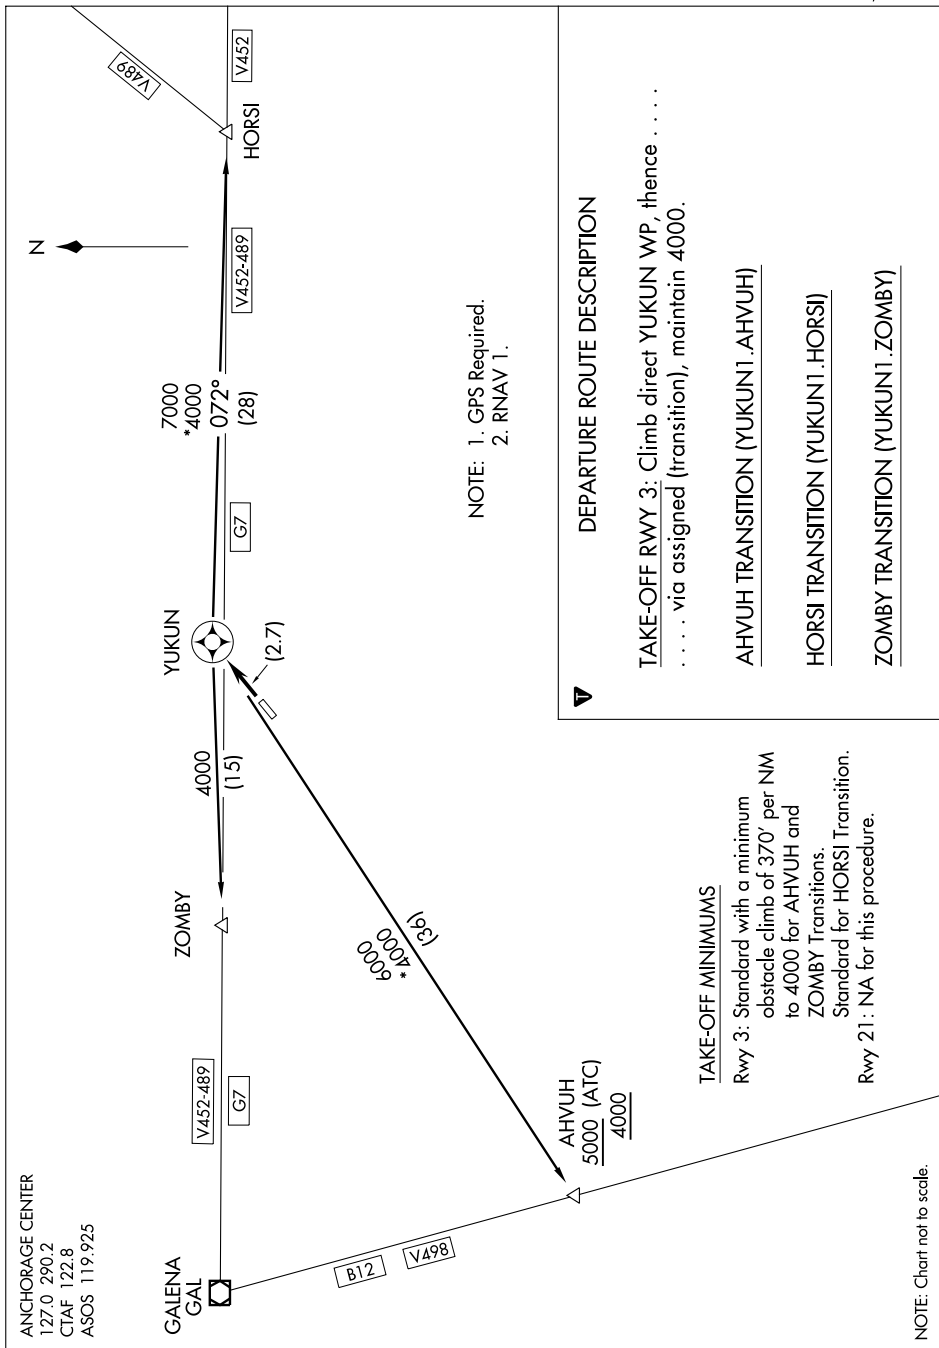 ANCHORAGE CENTER
127.0 290.2
CTAF 122.8
ASOS 119.925
GALENA
GAL
V452-489
G7
ZOMBY
4000
(15)
YUKUN
G7
7000
*4000
072°
(28)
V452-489
N
HORSI
V489
V452
(2.7)
6000
* 4000
(36)
B12
V498
AHVUH
5000 (ATC)
4000
NOTE: 1. GPS Required.
2. RNAV 1.
TAKE-OFF MINIMUMS
Rwy 3: Standard with a minimum
obstacle climb of 370' per NM
to 4000 for AHVUH and
ZOMBY Transitions.
Standard for HORSI Transition.
Rwy 21: NA for this procedure.
T
DEPARTURE ROUTE DESCRIPTION
TAKE-OFF RWY 3: Climb direct YUKUN WP, thence . . . .
. . . . via assigned (transition), maintain 4000.
AHVUH TRANSITION (YUKUN1.AHVUH)
HORSI TRANSITION (YUKUN1.HORSI)
ZOMBY TRANSITION (YUKUN1.ZOMBY)
NOTE: Chart not to scale.